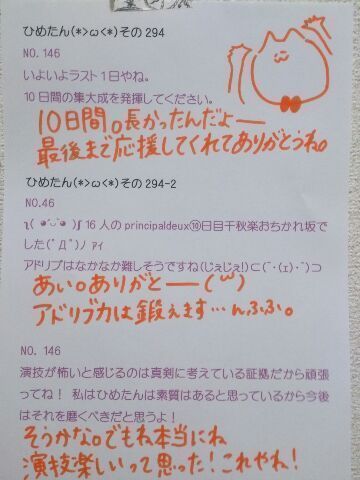 ひめたん(*>ω<*)その294
NO. 146
いよいよラスト1日やね。
10日間の集大成を発揮してください。
10日間。長かったんだよー
最後まで応援してくれてありがとうね。
ひめたん(*>ω<*)その294-2
NO.46
16人のprincipaldeux⑩日目千秋楽おちかれ坂で
した(ﾟДﾟ)ﾉ ｱｨ
アドリブはなかなか難しそうですね(じぇじぇ!)⊂(¯･(ｪ)･¯)⊃
あい。ありがとー(´ω`)
アドリブ力は鍛えます…んふふ。
NO. 146
演技が怖いと感じるのは真剣に考えている証拠だから頑張
ってね! 私はひめたんは素質はあると思っているから今後
はそれを磨くべきだと思うよ!
そうかな。でもね本当にね
演技楽しいって思った!これやね!